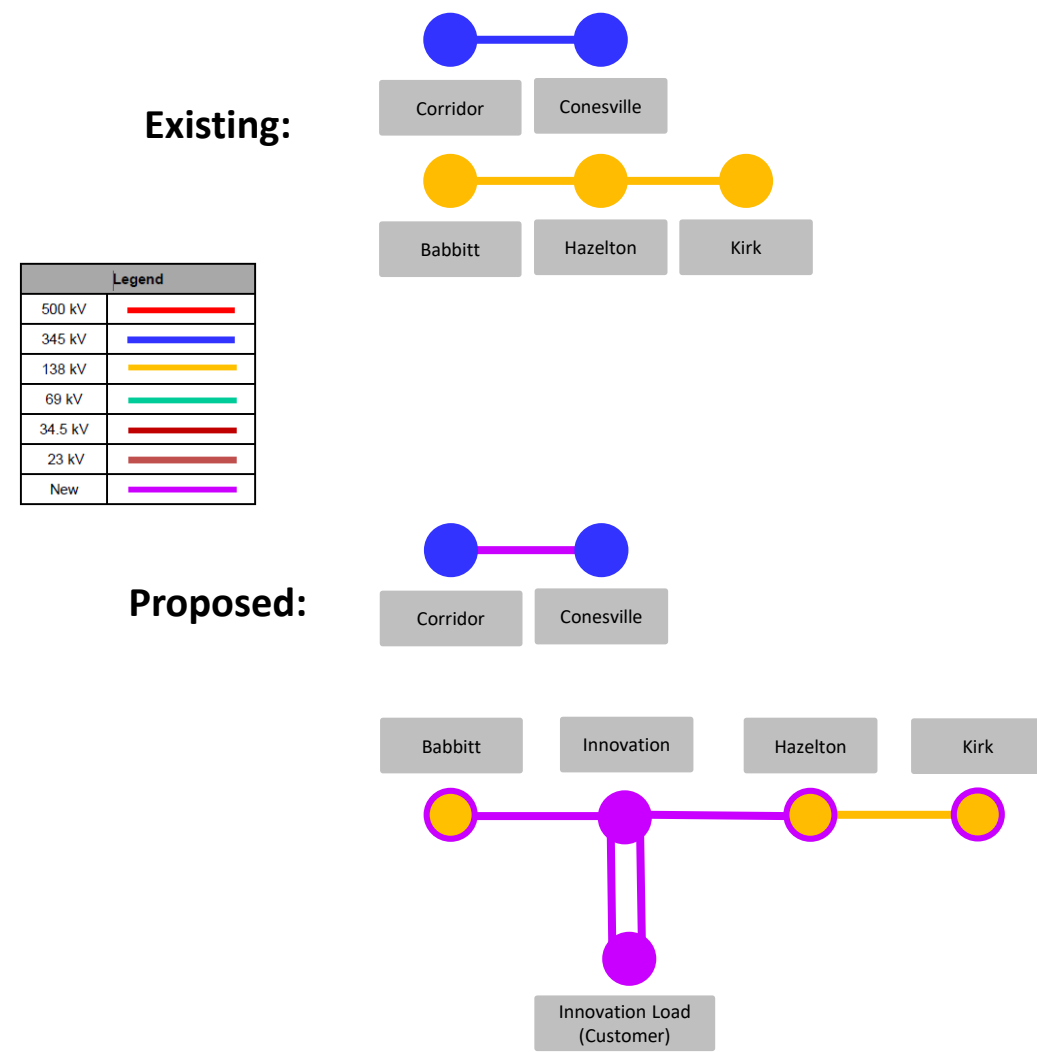 Existing:
Corridor
Conesville
Babbitt
Hazelton
Kirk
Legend
500 kV
345 kV
138 kV
69 kV
34.5 kV
23 kV
New
Proposed:
Corridor
Conesville
Babbitt
Innovation
Hazelton
Kirk
Innovation Load
(Customer)